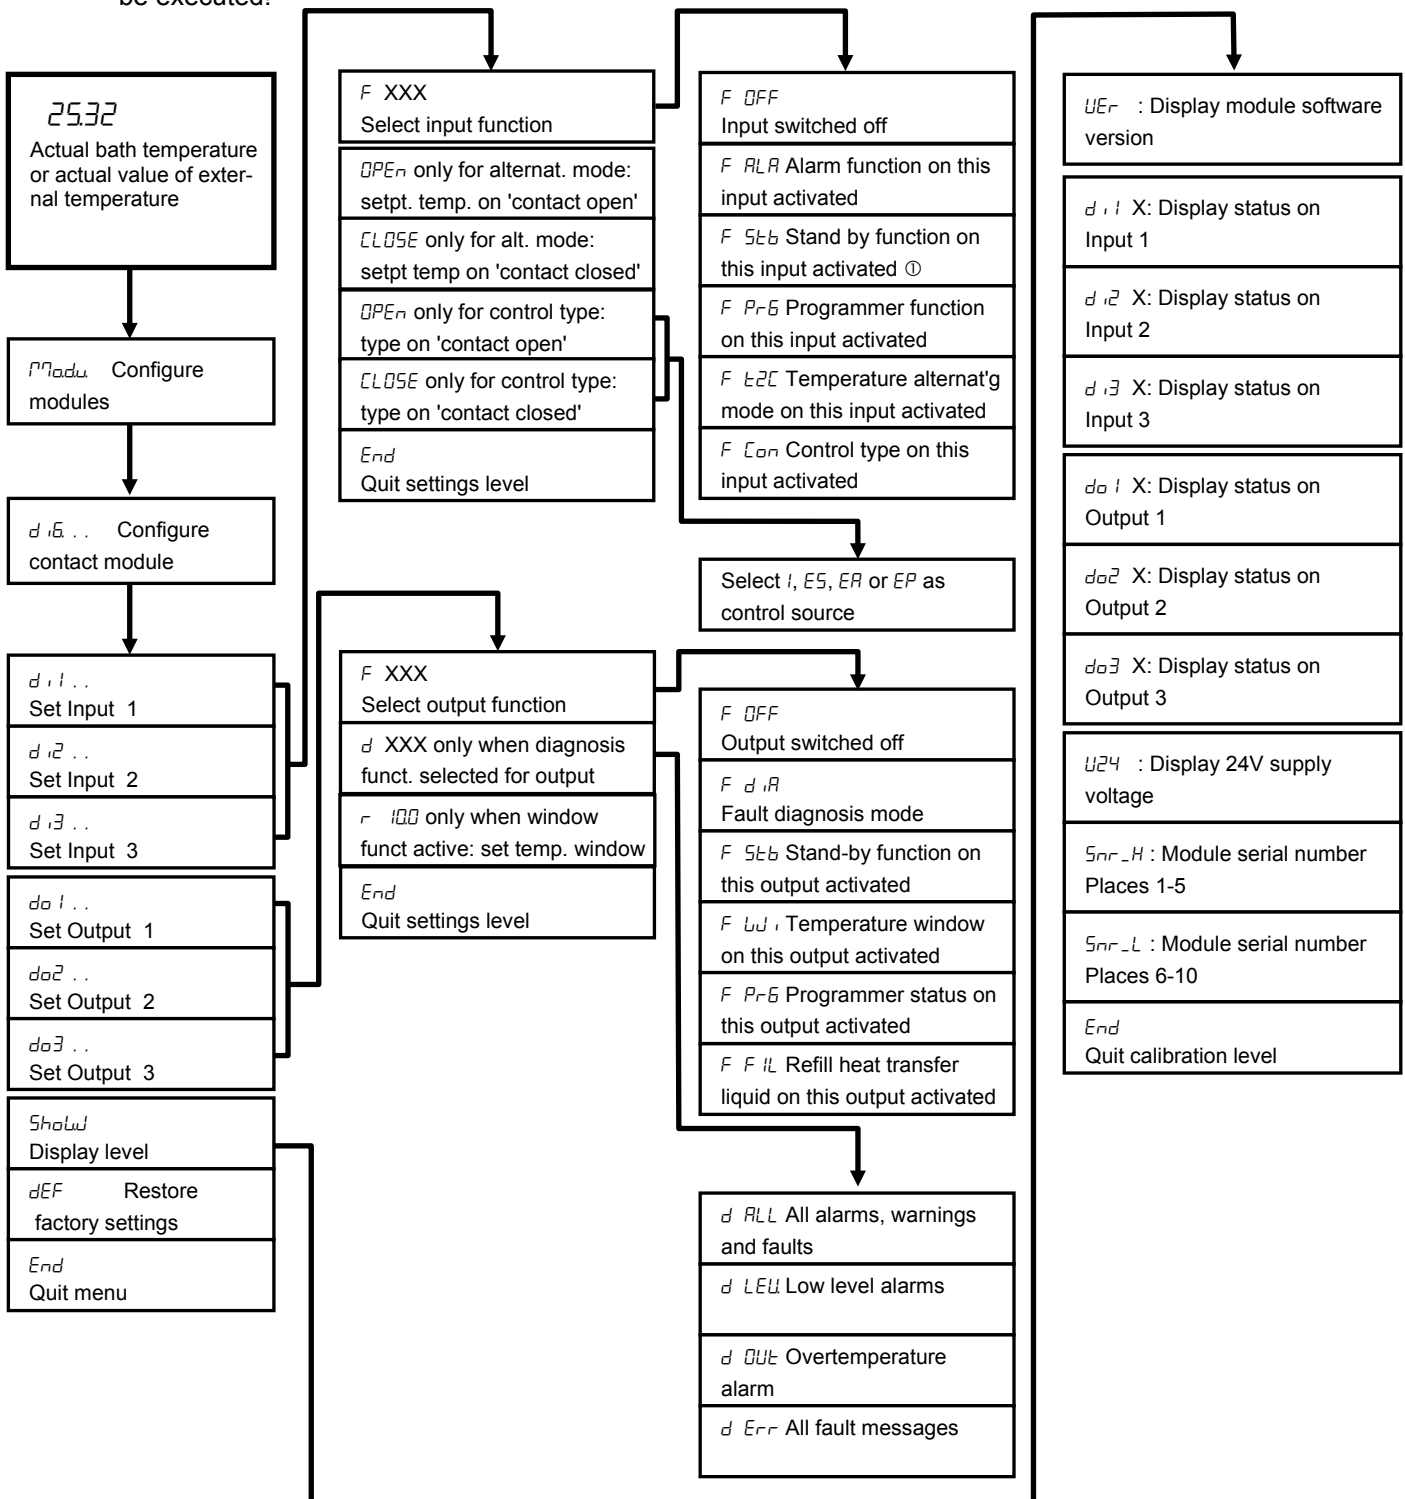 be executed!
25.32
Actual bath temperature
or actual value of exter-
nal temperature
Modu. Configure
modules
diG. . . Configure
contact module
di1 . .
Set Input 1
di2 . .
Set Input 2
di3 . .
Set Input 3
do1 . .
Set Output 1
do2 . .
Set Output 2
do3 . .
Set Output 3
ShoW
Display level
dEF Restore
factory settings
End
Quit menu
F XXX
Select input function
OPEn only for alternat. mode:
setpt. temp. on 'contact open'
CLOSE only for alt. mode:
setpt temp on 'contact closed'
OPEn only for control type:
type on 'contact open'
CLOSE only for control type:
type on 'contact closed'
End
Quit settings level
F OFF
Input switched off
F ALA Alarm function on this
input activated
F Stb Stand by function on
this input activated ①
F PrG Programmer function
on this input activated
F t2C Temperature alternat'g
mode on this input activated
F Con Control type on this
input activated
Select I, ES, EA or EP as
control source
F XXX
Select output function
d XXX only when diagnosis
funct. selected for output
r 10.0 only when window
funct active: set temp. window
End
Quit settings level
F OFF
Output switched off
F diA
Fault diagnosis mode
F Stb Stand-by function on
this output activated
F Wi Temperature window
on this output activated
F PrG Programmer status on
this output activated
F FIL Refill heat transfer
liquid on this output activated
d ALL All alarms, warnings
and faults
d LEU. Low level alarms
d OUt Overtemperature
alarm
d Err All fault messages
UEr : Display module software
version
di1 X: Display status on
Input 1
di2 X: Display status on
Input 2
di3 X: Display status on
Input 3
do1 X: Display status on
Output 1
do2 X: Display status on
Output 2
do3 X: Display status on
Output 3
U24 : Display 24V supply
voltage
Snr_H : Module serial number
Places 1-5
Snr_L : Module serial number
Places 6-10
End
Quit calibration level